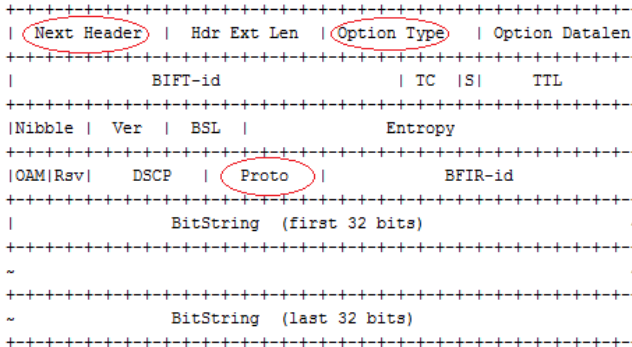 +-+-+-+-+-+-+-+-+-+-+-+-+-+-+-+-+-+-+-+-+-+-+-+-+-+-+-+-+-+-+-+-
| Next Header | Hdr Ext Len | Option Type | Option Datalen
+-+-+-+-+-+-+-+-+-+-+-+-+-+-+-+-+-+-+-+-+-+-+-+-+-+-+-+-+-+-+-+-
| BIFT-id | TC |S| TTL
+-+-+-+-+-+-+-+-+-+-+-+-+-+-+-+-+-+-+-+-+-+-+-+-+-+-+-+-+-+-+-+-
|Nibble | Ver | BSL | Entropy
+-+-+-+-+-+-+-+-+-+-+-+-+-+-+-+-+-+-+-+-+-+-+-+-+-+-+-+-+-+-+-+-
|OAM|Rsv| DSCP | Proto | BFIR-id
+-+-+-+-+-+-+-+-+-+-+-+-+-+-+-+-+-+-+-+-+-+-+-+-+-+-+-+-+-+-+-+-
| BitString (first 32 bits)
+-+-+-+-+-+-+-+-+-+-+-+-+-+-+-+-+-+-+-+-+-+-+-+-+-+-+-+-+-+-+-+-
~
+-+-+-+-+-+-+-+-+-+-+-+-+-+-+-+-+-+-+-+-+-+-+-+-+-+-+-+-+-+-+-+-
~ BitString (last 32 bits)
+-+-+-+-+-+-+-+-+-+-+-+-+-+-+-+-+-+-+-+-+-+-+-+-+-+-+-+-+-+-+-+-